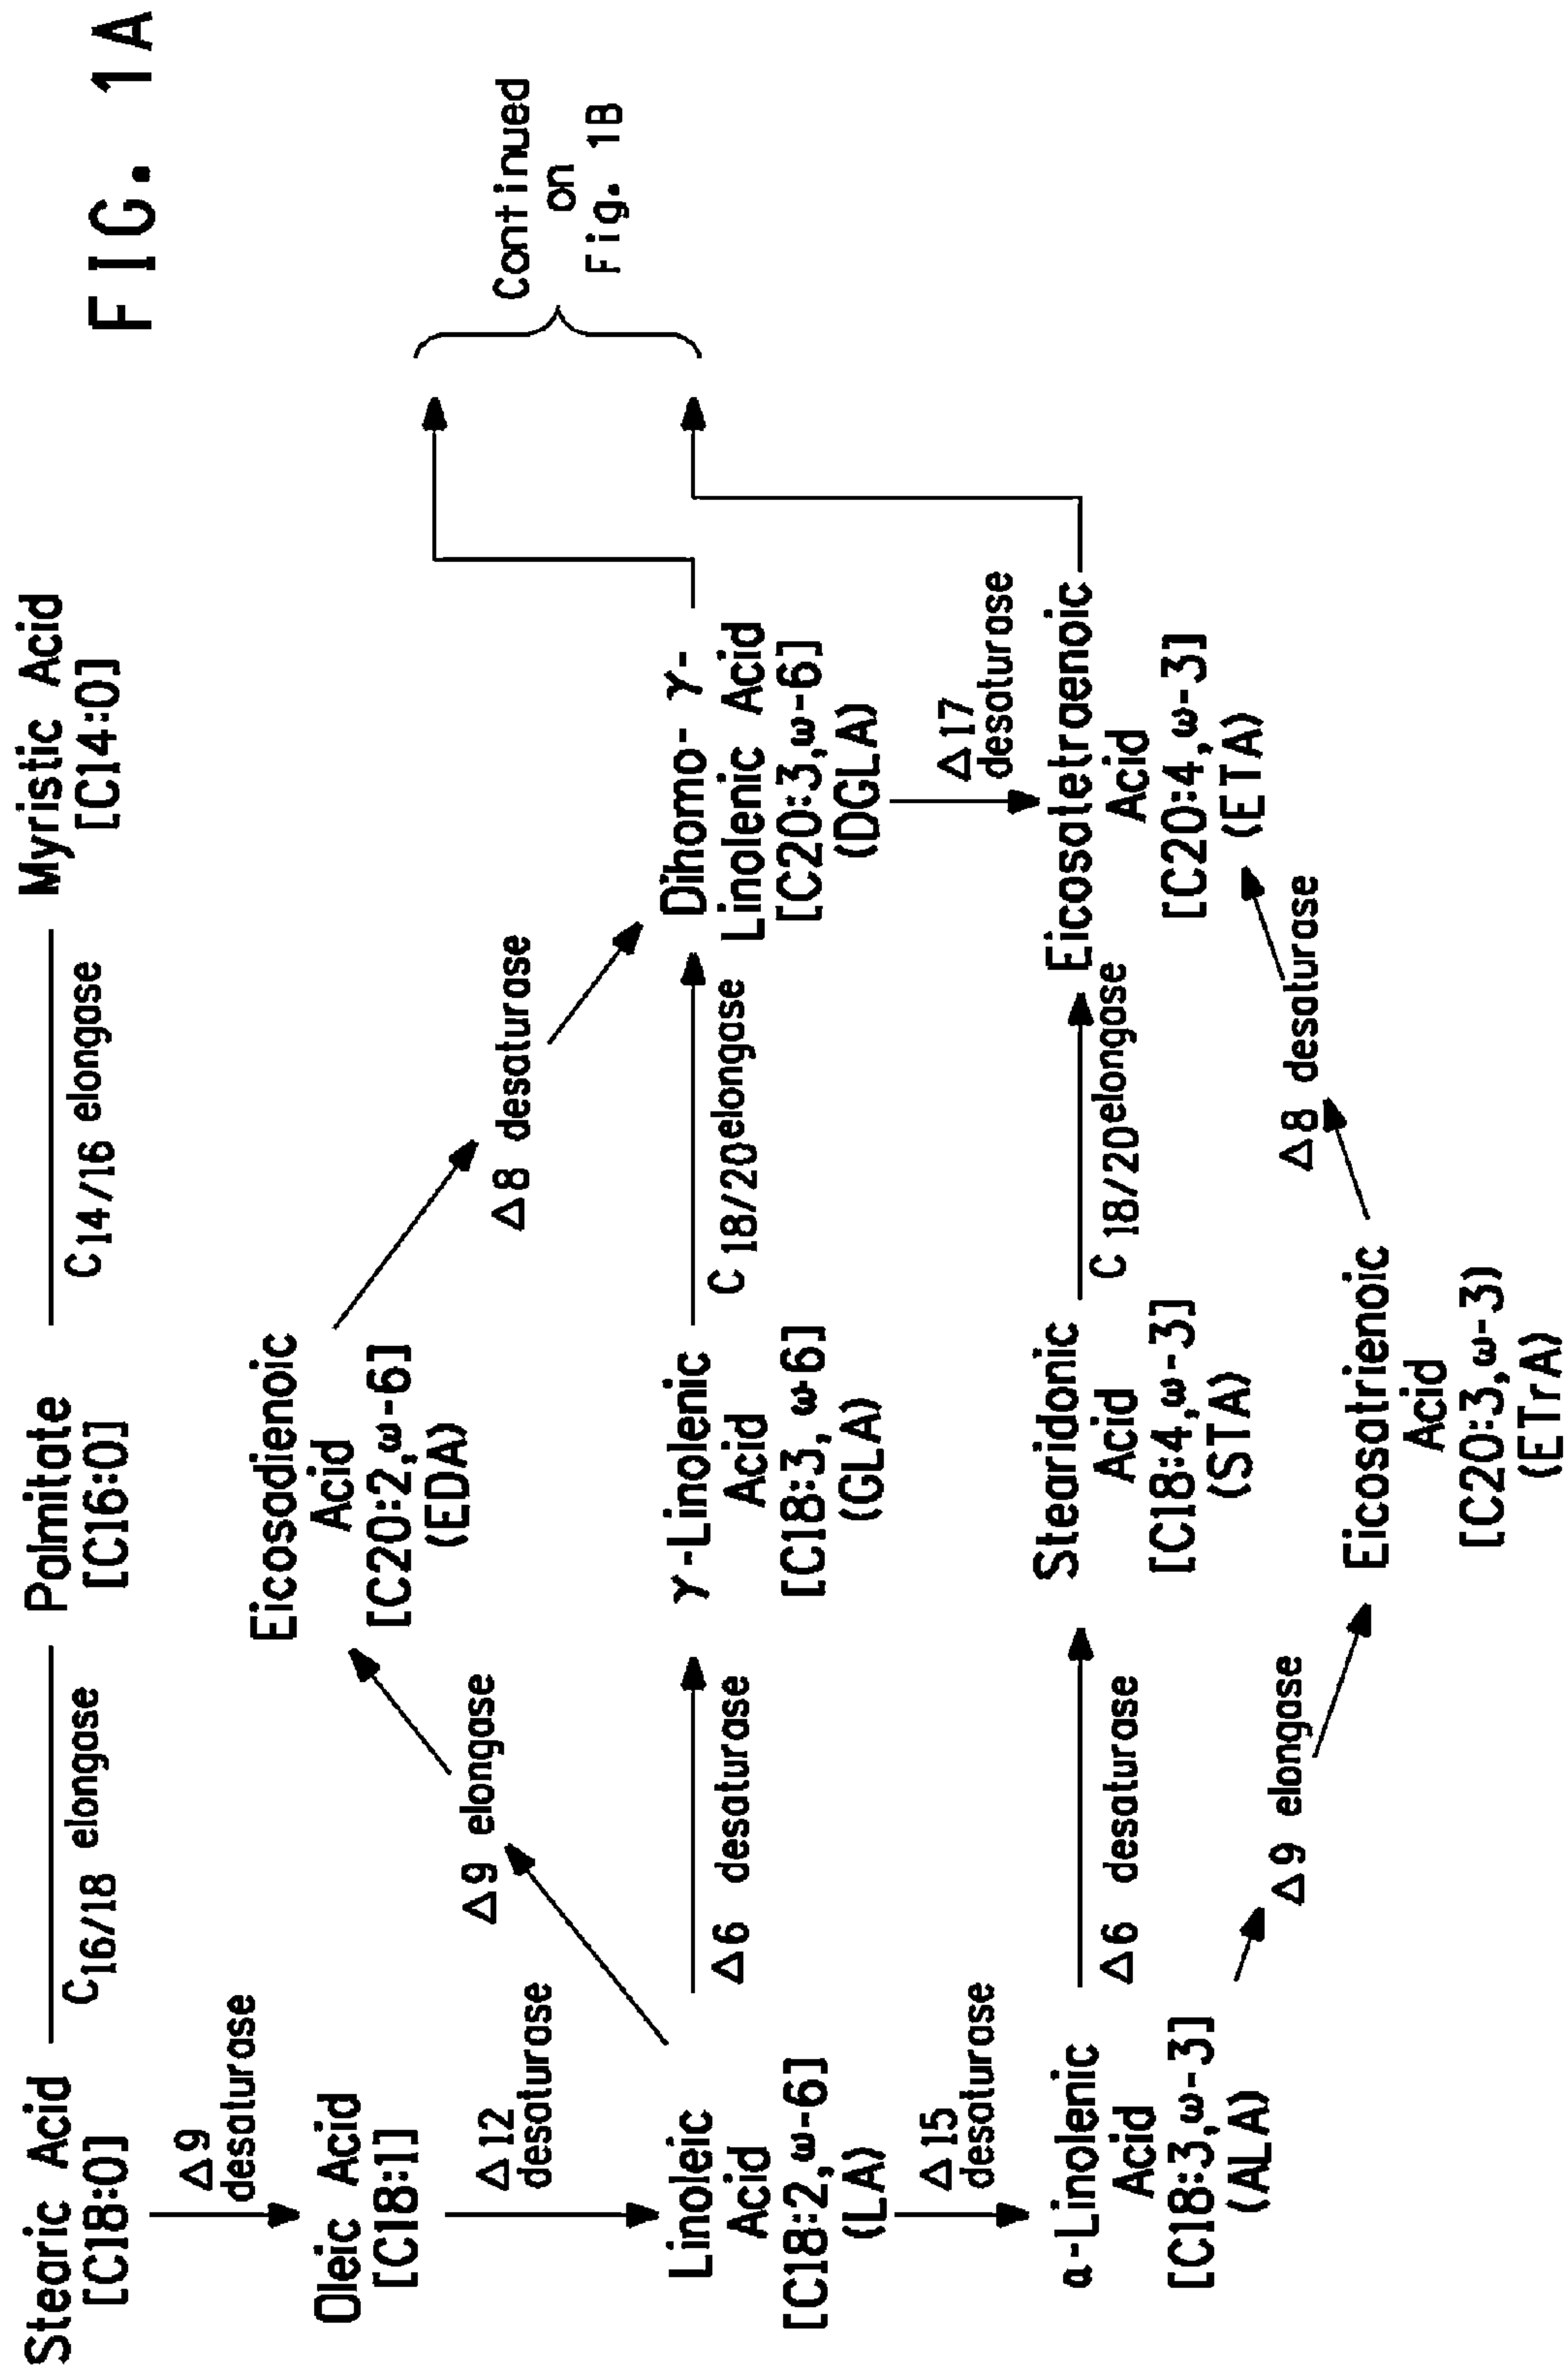 FIG. 1A
Stearic Acid
[C18:0]
C16/18 elongase
Palmitate
[C16:0]
C14/16 elongase
Myristic Acid
[C14:0]
Δ9
desaturase
Oleic Acid
[C18:1]
Δ12
desaturase
Linoleic
Acid
[C18:2,ω-6]
(LA)
Δ9 elongase
Eicosadienoic
Acid
[C20:2,ω-6]
(EDA)
Δ8 desaturase
Δ6 desaturase
γ-Linolenic
Acid
[C18:3, ω-6]
(GLA)
C 18/20 elongase
Dihomo- γ-
Linolenic Acid
[C20:3,ω-6]
(DGLA)
Continued
on
Fig. 1B
Δ15
desaturase
Δ17
desaturase
α-Linolenic
Acid
[C18:3,ω-3]
(ALA)
Δ6 desaturase
Stearidonic
Acid
[C18:4,ω-3]
(STA)
C 18/20 elongase
Eicosatetraenoic
Acid
[C20:4,ω-3]
(ETA)
Δ9 elongase
Eicosatrienoic
Acid
[C20:3,ω-3)
(ETrA)
Δ8 desaturase